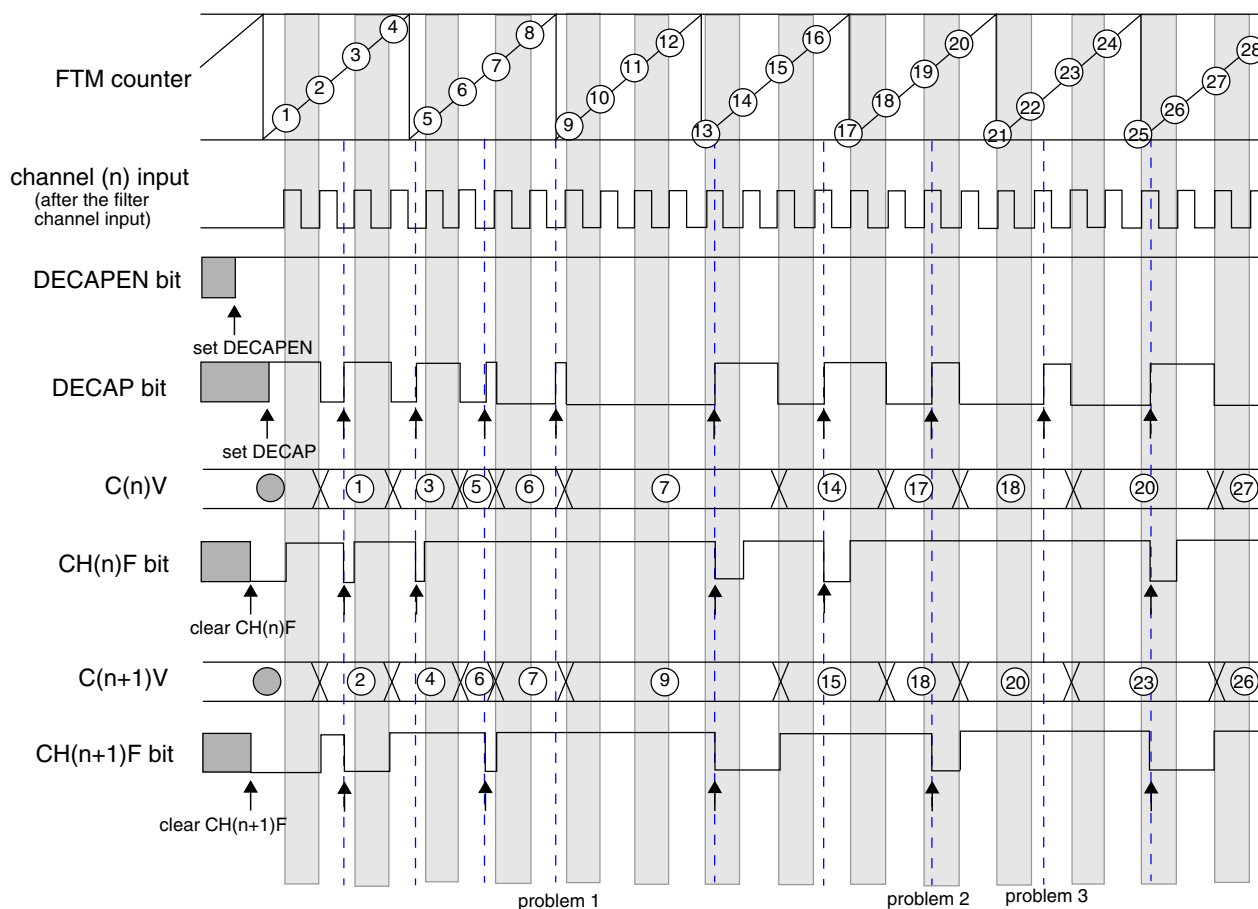 4 8 12 16 20 24 28
3 7 11 15 19 23 27
FTM counter
2 6 10 14 18 22 26
1 5 9 13 17 21 25
channel (n) input
(after the filter
channel input)
DECAPEN bit
set DECAPEN
DECAP bit
set DECAP
C(n)V 1 3 5 6 7 14 17 18 20 27
CH(n)F bit
clear CH(n)F
C(n+1)V 2 4 6 7 9 15 18 20 23 26
CH(n+1)F bit
clear CH(n+1)F
problem 1 problem 2 problem 3